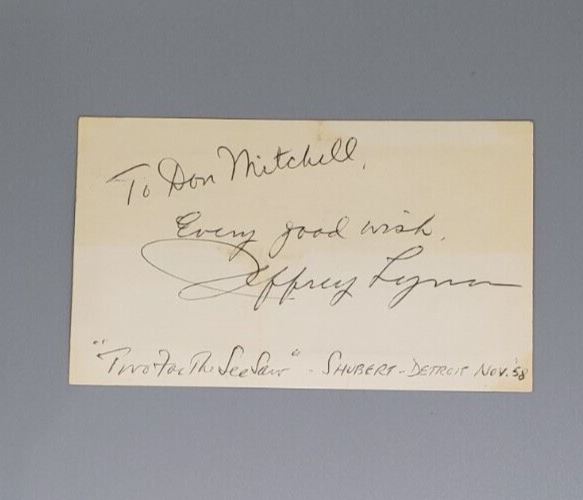 To Don Mitchell,
Every good wish,
Jeffrey Lynn
"Two For The SeeSaw" - SHUBERT - DETROIT NOV. '58